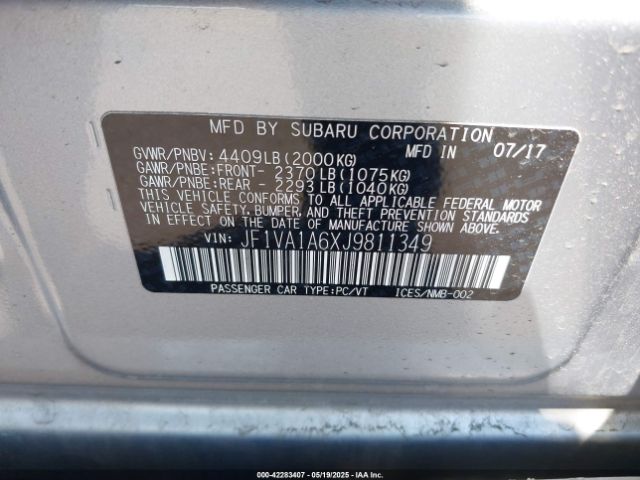 MFD BY SUBARU CORPORATION
GVWR/PNBV: 4409LB(2000KG) MFD IN 07/17
GAWR/PNBE:FRONT- 2370LB(1075KG)
GAWR/PNBE:REAR - 2293LB(1040KG)
THIS VEHICLE CONFORMS TO ALL APPLICABLE FEDERAL MOTOR
VEHICLE SAFETY, BUMPER, AND THEFT PREVENTION STANDARDS
IN EFFECT ON THE DATE OF MANUFACTURE SHOWN ABOVE.
VIN: JF1VA1A6XJ9811349
PASSENGER CAR TYPE:PC/VT ICES/NMB-002
000-42283407 - 05/19/2025 - IAA, Inc.